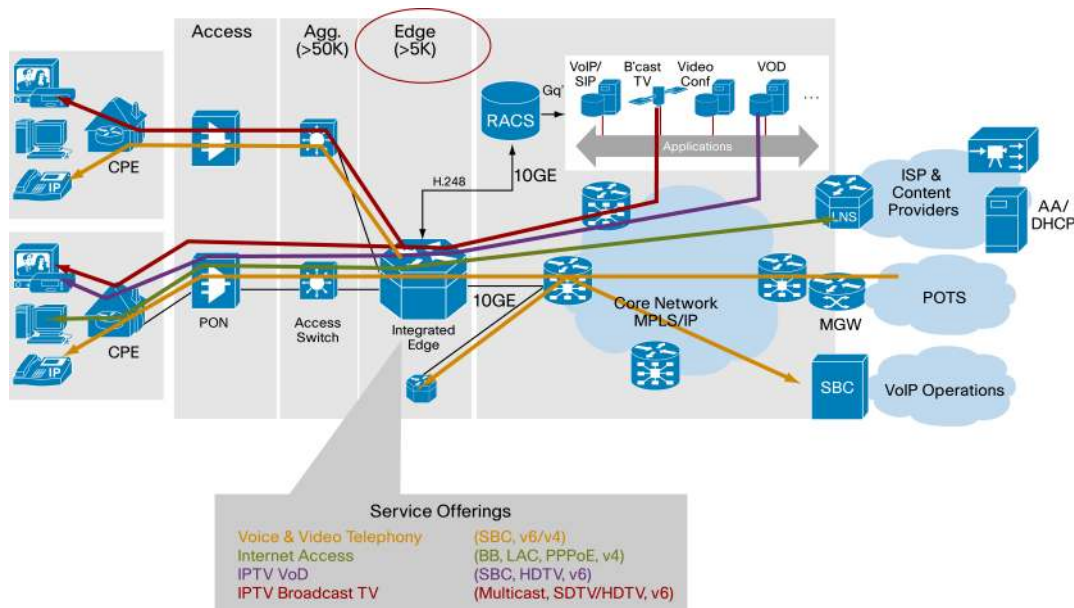 Access
Agg.
(>50K)
Edge
(>5K)
VoIP/
SIP
B'cast
TV
Video
Conf
VOD
...
Gq'
RACS
Applications
IP
CPE
H.248
10GE
LNS
ISP &
Content
Providers
AA/
DHCP
CPE
IP
PON
Access
Switch
Integrated
Edge
10GE
Core Network
MPLS/IP
MGW
POTS
SBC
VoIP Operations
Service Offerings
Voice & Video Telephony (SBC, v6/v4)
Internet Access (BB, LAC, PPPoE, v4)
IPTV VoD (SBC, HDTV, v6)
IPTV Broadcast TV (Multicast, SDTV/HDTV, v6)